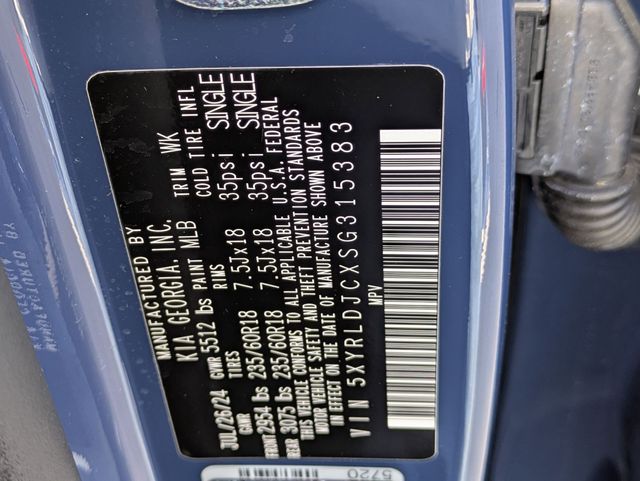 MANUFACTURED BY
KIA GEORGIA, INC.
JUL/26/24 GVWR 5512 lbs PAINT MLB TRIM WK
GAWR TIRES RIMS COLD TIRE INFL
FRONT 2954 lbs 235/60R18 7.5Jx18 35psi SINGLE
REAR 3075 lbs 235/60R18 7.5Jx18 35psi SINGLE
THIS VEHICLE CONFORMS TO ALL APPLICABLE U.S.A. FEDERAL
MOTOR VEHICLE SAFETY AND THEFT PREVENTION STANDARDS
IN EFFECT ON THE DATE OF MANUFACTURE SHOWN ABOVE
VIN 5XYRLDJCXSG315383
MPV
5720